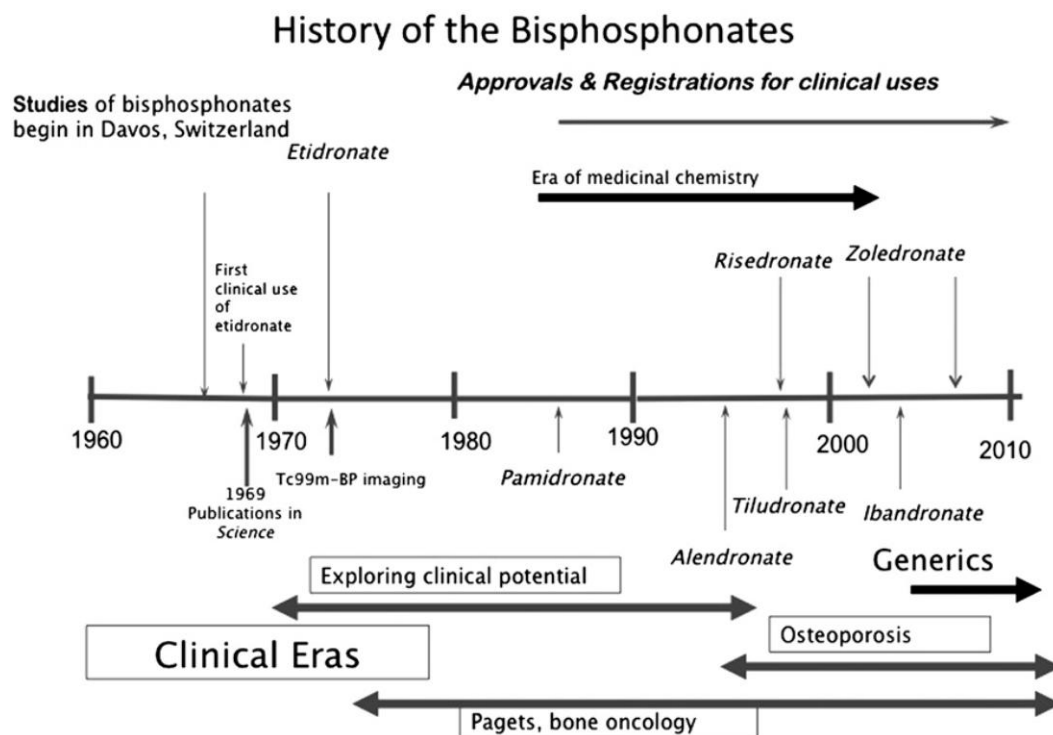 History of the Bisphosphonates
Approvals & Registrations for clinical uses
Studies of bisphosphonates
begin in Davos, Switzerland
Etidronate
Era of medicinal chemistry
Risedronate
Zoledronate
First
clinical use
of
etidronate
1960
1970
1980
1990
2000
2010
Tc99m-BP imaging
1969
Publications in
Science
Pamidronate
Tiludronate
Ibandronate
Alendronate
Generics
Exploring clinical potential
Osteoporosis
Clinical Eras
Pagets, bone oncology